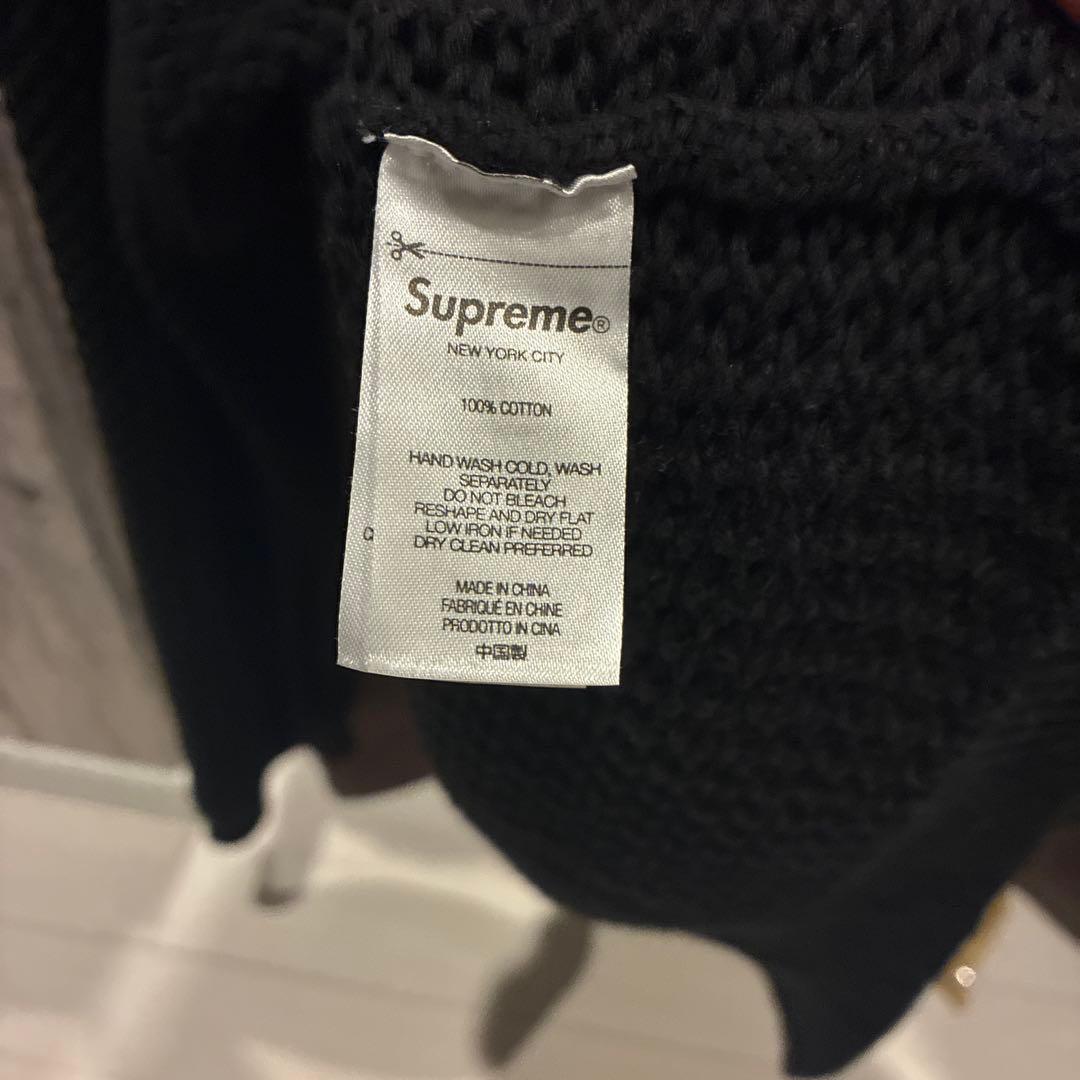 Supreme®
NEW YORK CITY
100% COTTON
HAND WASH COLD, WASH
SEPARATELY
DO NOT BLEACH
RESHAPE AND DRY FLAT
LOW IRON IF NEEDED
DRY CLEAN PREFERRED
MADE IN CHINA
FABRIQUÉ EN CHINE
PRODOTTO IN CINA
中国製